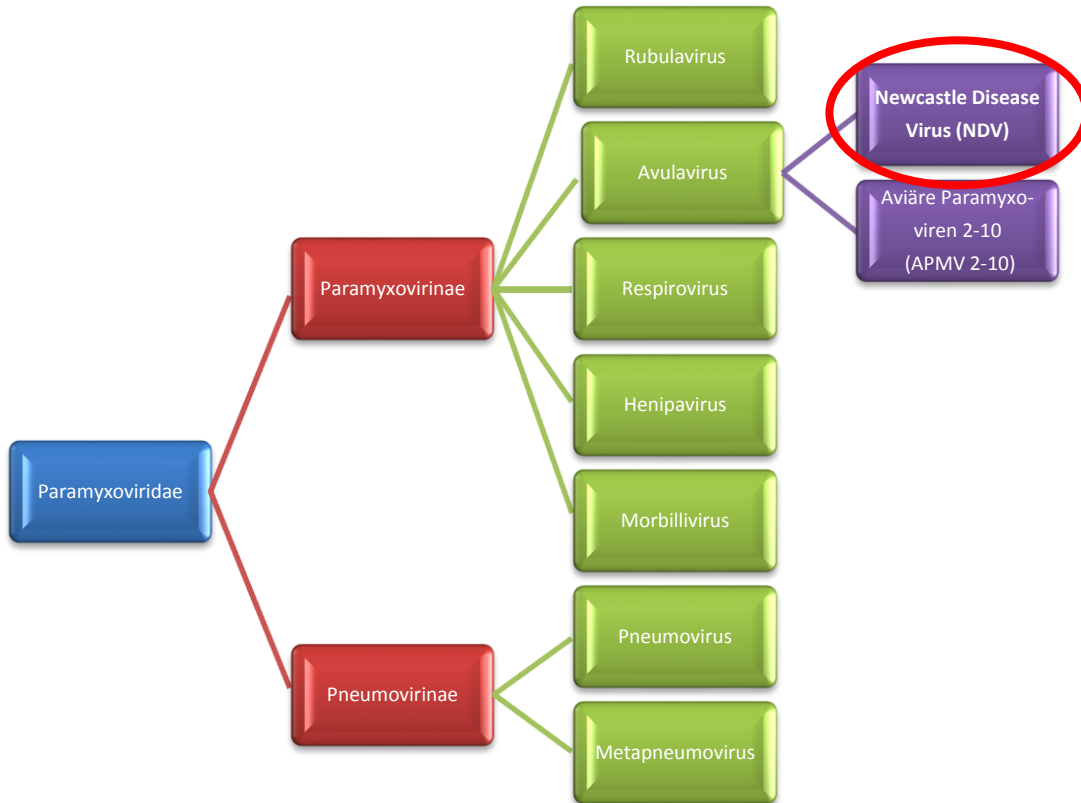 Rubulavirus
Newcastle Disease
Virus (NDV)
Avulavirus
Aviäre Paramyxo-
viren 2-10
(APMV 2-10)
Paramyxovirinae
Respirovirus
Henipavirus
Paramyxoviridae
Morbillivirus
Pneumovirus
Pneumovirinae
Metapneumovirus